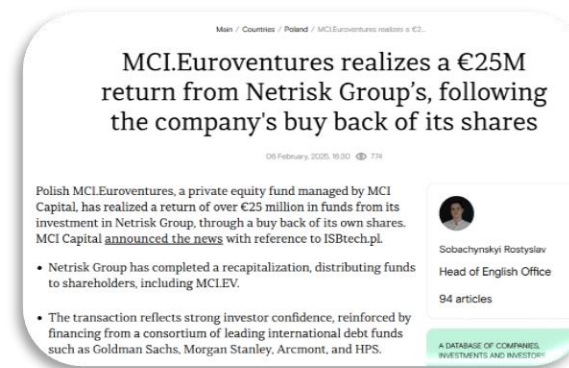 Main / Countries / Poland / MCI.Euroventures realizes a €2...
MCI.Euroventures realizes a €25M
return from Netrisk Group's, following
the company's buy back of its shares
February, 2025, 16:30 774
Polish MCI.Euroventures, a private equity fund managed by MCI
Capital, has realized a return of over €25 million in funds from its
investment in Netrisk Group, through a buy back of its own shares.
MCI Capital announced the news with reference to ISBtech.pl.
• Netrisk Group has completed a recapitalization, distributing funds
to shareholders, including MCI.EV.
• The transaction reflects strong investor confidence, reinforced by
financing from a consortium of leading international debt funds
such as Goldman Sachs, Morgan Stanley, Arcmont, and HPS.
Sobachynskyi Rostyslav
Head of English Office
94 articles
A DATABASE OF COMPANIES,
INVESTMENTS AND INVESTORS